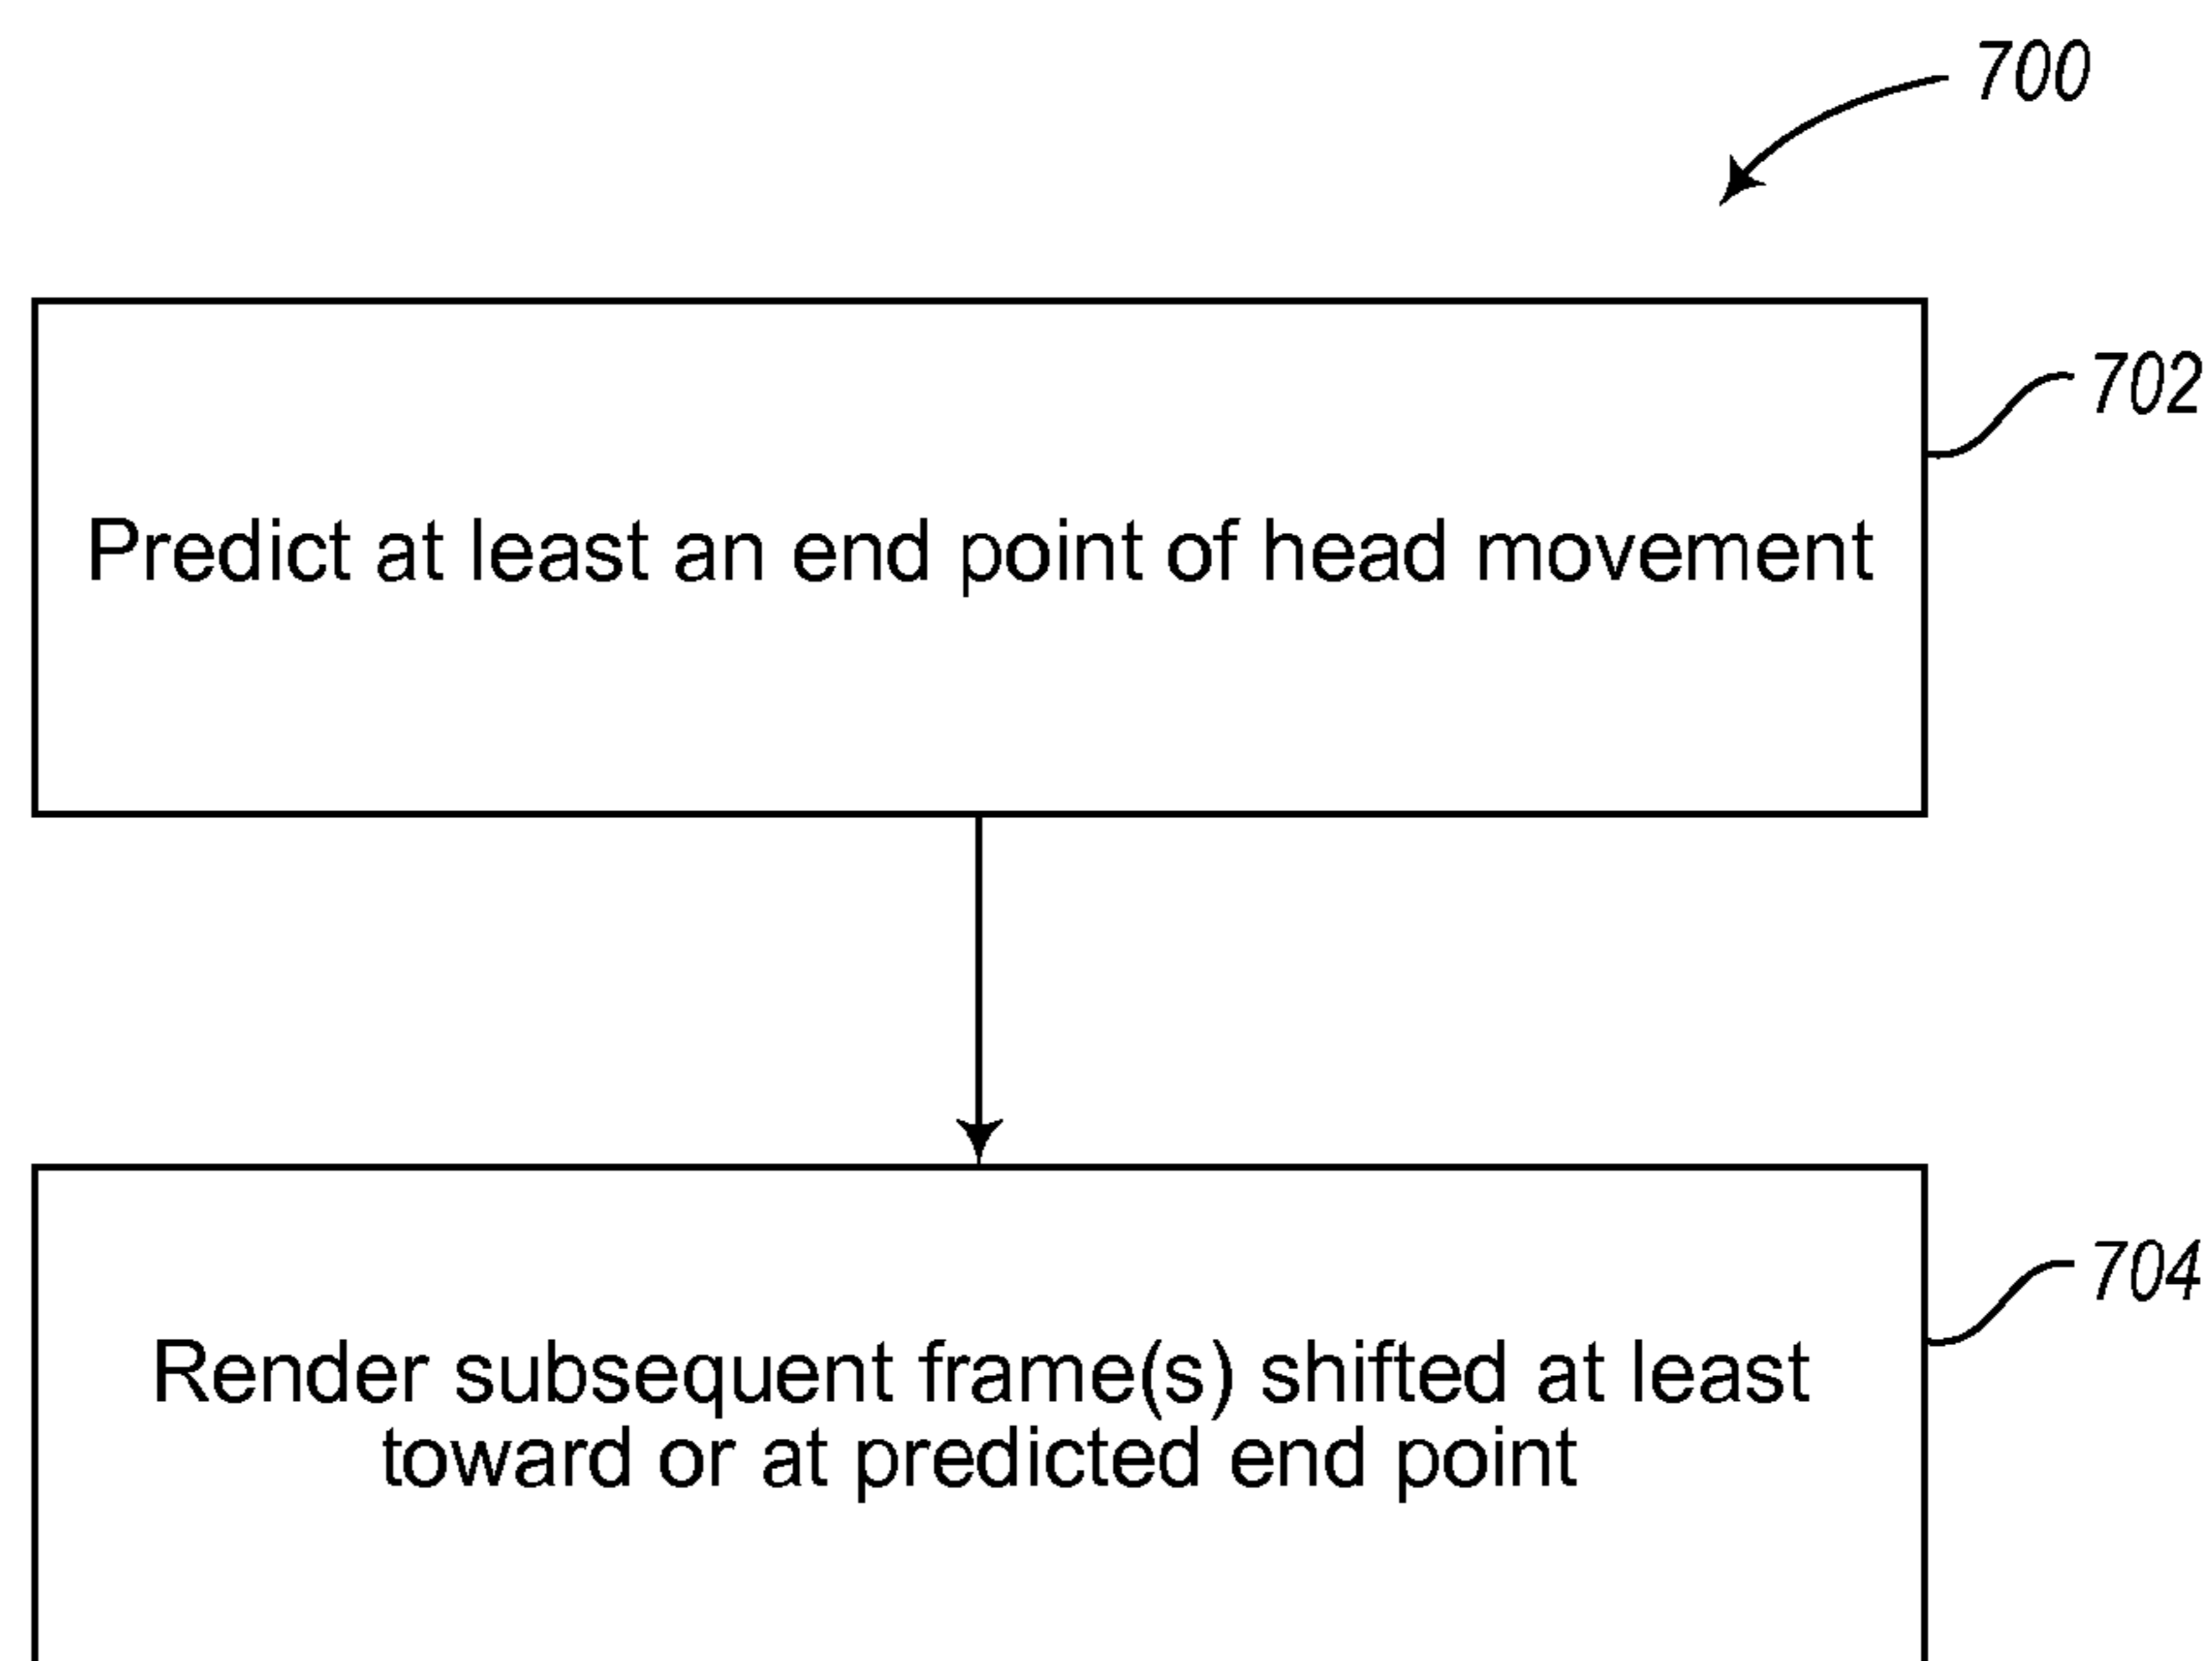 700
702
Predict at least an end point of head movement
704
Render subsequent frame(s) shifted at least
toward or at predicted end point